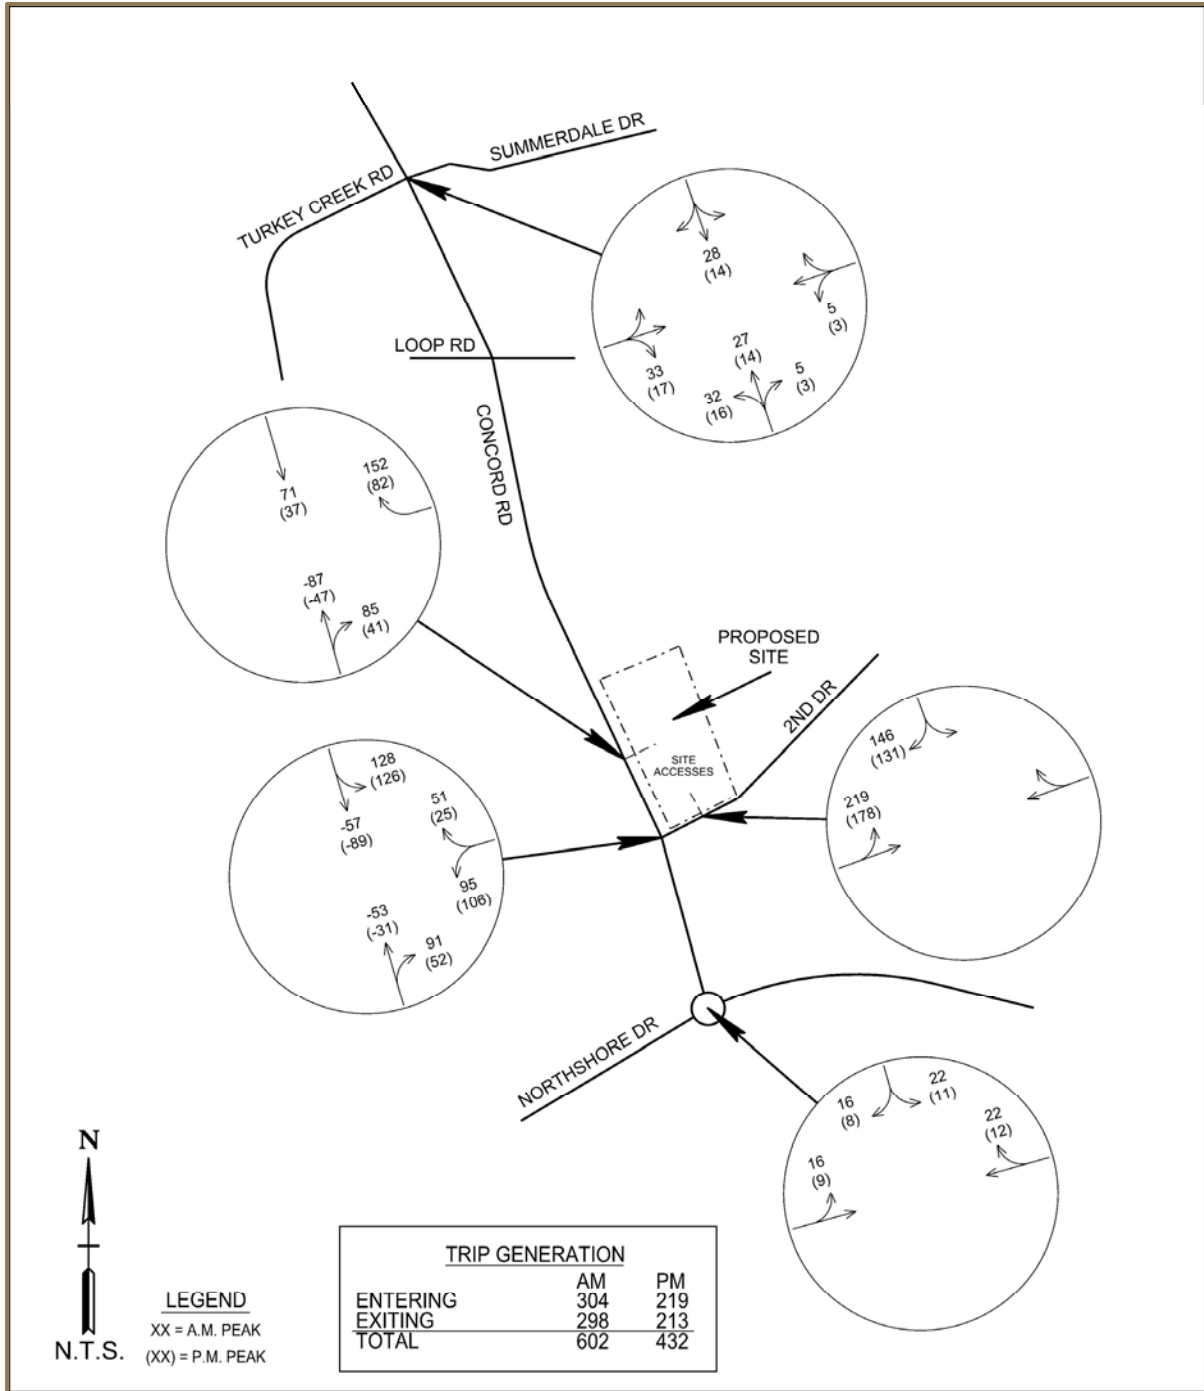 SUMMERDALE DR
TURKEY CREEK RD
28
(14)
5
(3)
27
(14)
5
(3)
33
(17)
32
(16)
LOOP RD
CONCORD RD
152
(82)
71
(37)
-87
(-47)
85
(41)
PROPOSED
SITE
2ND DR
SITE
ACCESSES
146
(131)
219
(178)
128
(126)
51
(25)
-57
(-89)
95
(106)
-53
(-31)
91
(52)
NORTHSHORE DR
16
(8)
22
(11)
22
(12)
16
(9)
N
N.T.S.
LEGEND
XX = A.M. PEAK
(XX) = P.M. PEAK
TRIP GENERATION
AM PM
ENTERING 304 219
EXITING 298 213
TOTAL 602 432